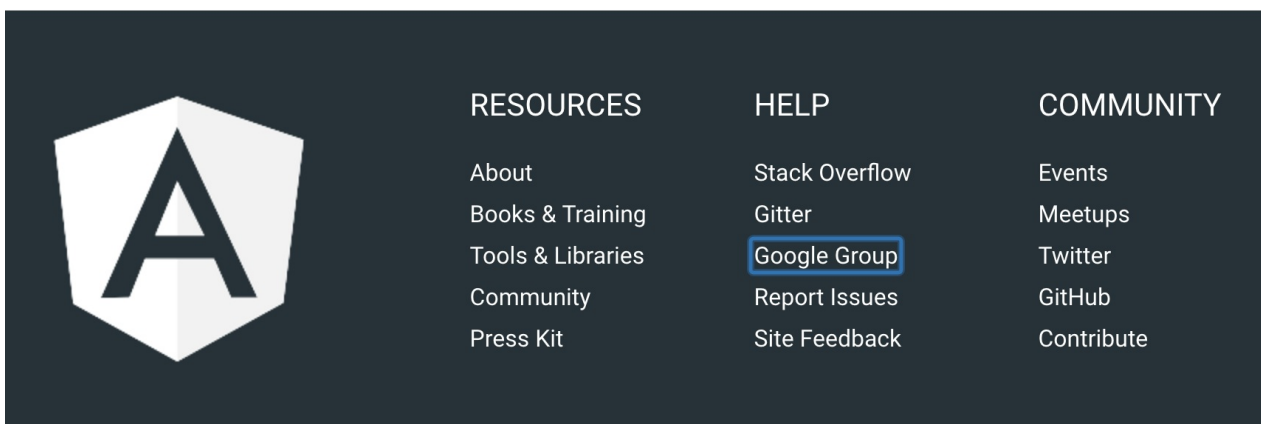 RESOURCES
About
Books & Training
Tools & Libraries
Community
Press Kit
HELP
Stack Overflow
Gitter
Google Group
Report Issues
Site Feedback
COMMUNITY
Events
Meetups
Twitter
GitHub
Contribute